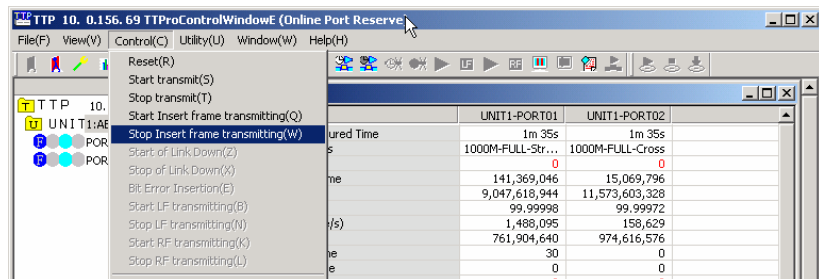 TTP 10. 0.156. 69 TTProControlWindowE (Online Port Reserve
File(F) View(V) Control(C) Utility(U) Window(W) Help(H)
Reset(R)
Start transmit(S)
Stop transmit(T)
Start Insert frame transmitting(Q)
Stop Insert frame transmitting(W)
Start of Link Down(Z)
Stop of Link Down(X)
Bit Error Insertion(E)
Start LF transmitting(B)
Stop LF transmitting(N)
Start RF transmitting(K)
Stop RF transmitting(L)
TTP 10.
UNIT1:AE
POR
POR
UNIT1-PORT01 UNIT1-PORT02
ured Time 1m 35s 1m 35s
s 1000M-FULL-Str... 1000M-FULL-Cross
0 0
me 141,369,046 15,069,796
9,047,618,944 11,573,603,328
99.99998 99.99972
/s) 1,488,095 158,629
761,904,640 974,616,576
ne 30 0
e 0 0